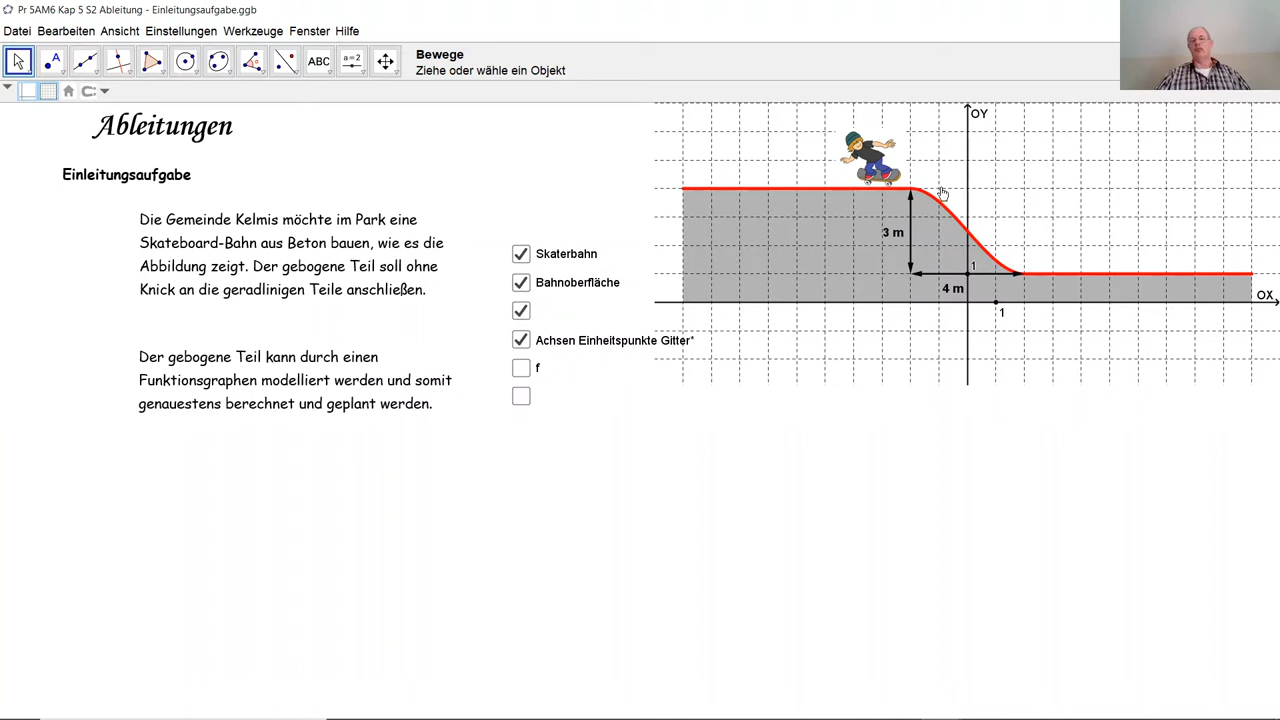 Pr 5AM6 Kap 5 S2 Ableitung - Einleitungsaufgabe.ggb
Datei Bearbeiten Ansicht Einstellungen Werkzeuge Fenster Hilfe
ABC
a=2
Bewege
Ziehe oder wähle ein Objekt
Ableitungen
Einleitungsaufgabe
Die Gemeinde Kelmis möchte im Park eine
Skateboard-Bahn aus Beton bauen, wie es die
Abbildung zeigt. Der gebogene Teil soll ohne
Knick an die geradlinigen Teile anschließen.
Der gebogene Teil kann durch einen
Funktionsgraphen modelliert werden und somit
genauestens berechnet und geplant werden.
Skaterbahn
Bahnoberfläche
Achsen Einheitspunkte Gitter*
f
OY
3 m
1
4 m
OX
1